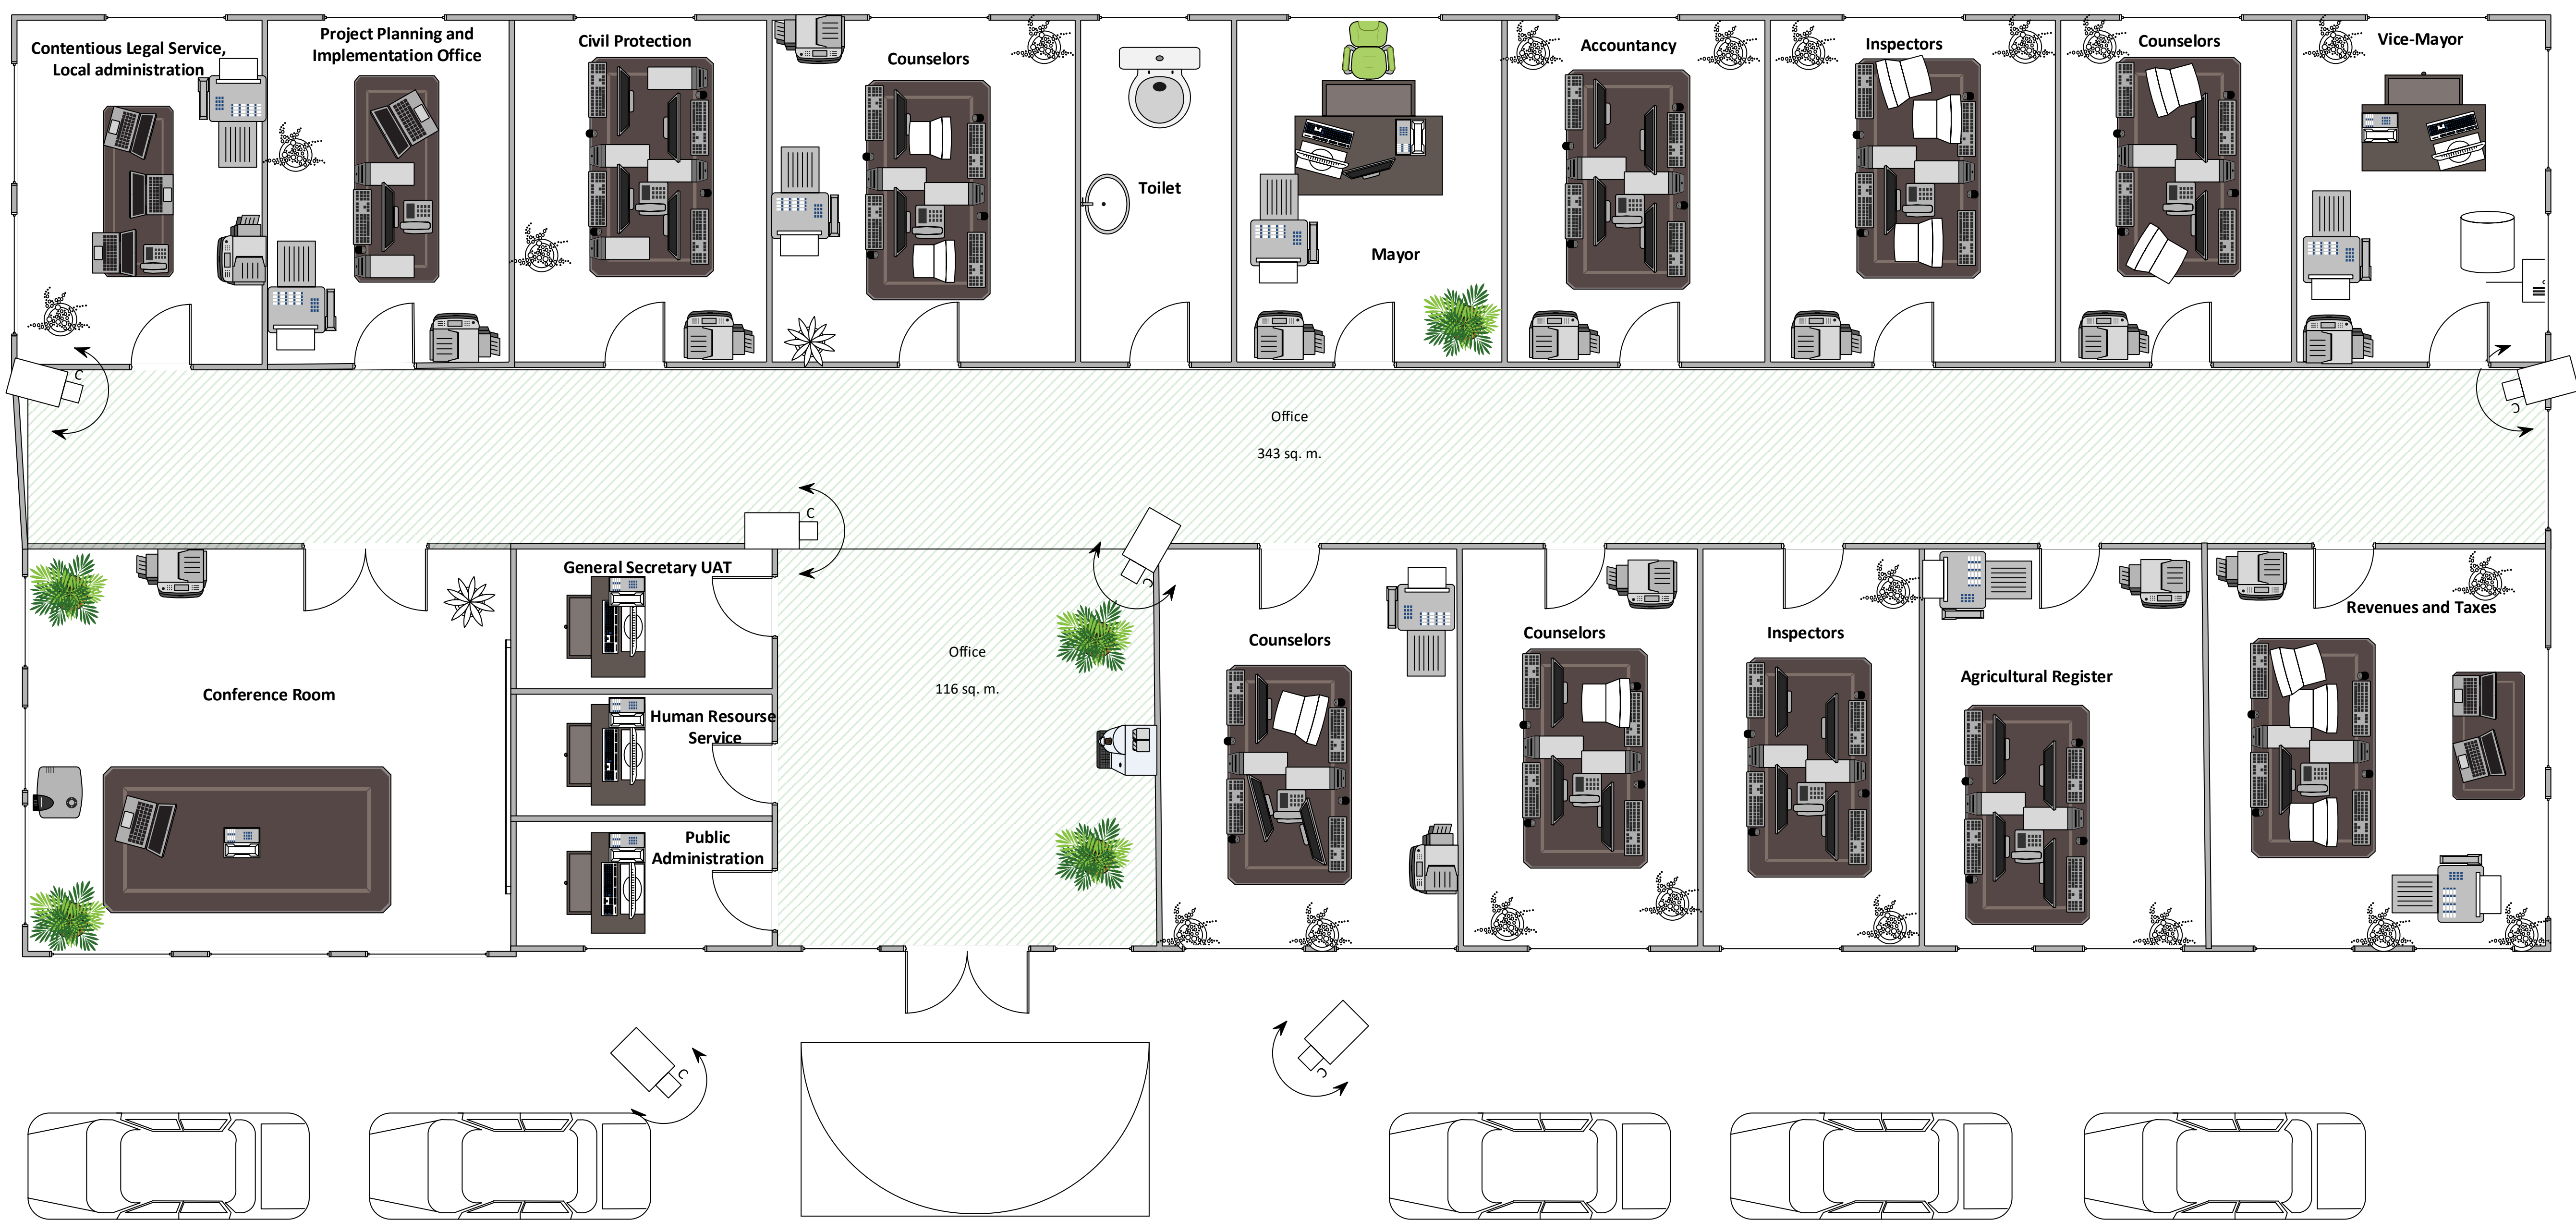 Contentious Legal Service,
Local administration
Project Planning and
Implementation Office
Civil Protection
Counselors
Toilet
Mayor
Accountancy
Inspectors
Counselors
Vice-Mayor
C
C
Office
343 sq. m.
C
C
General Secretary UAT
Conference Room
Human Resourse
Service
Public
Administration
Office
116 sq. m.
Counselors
Counselors
Inspectors
Agricultural Register
Revenues and Taxes
C
C